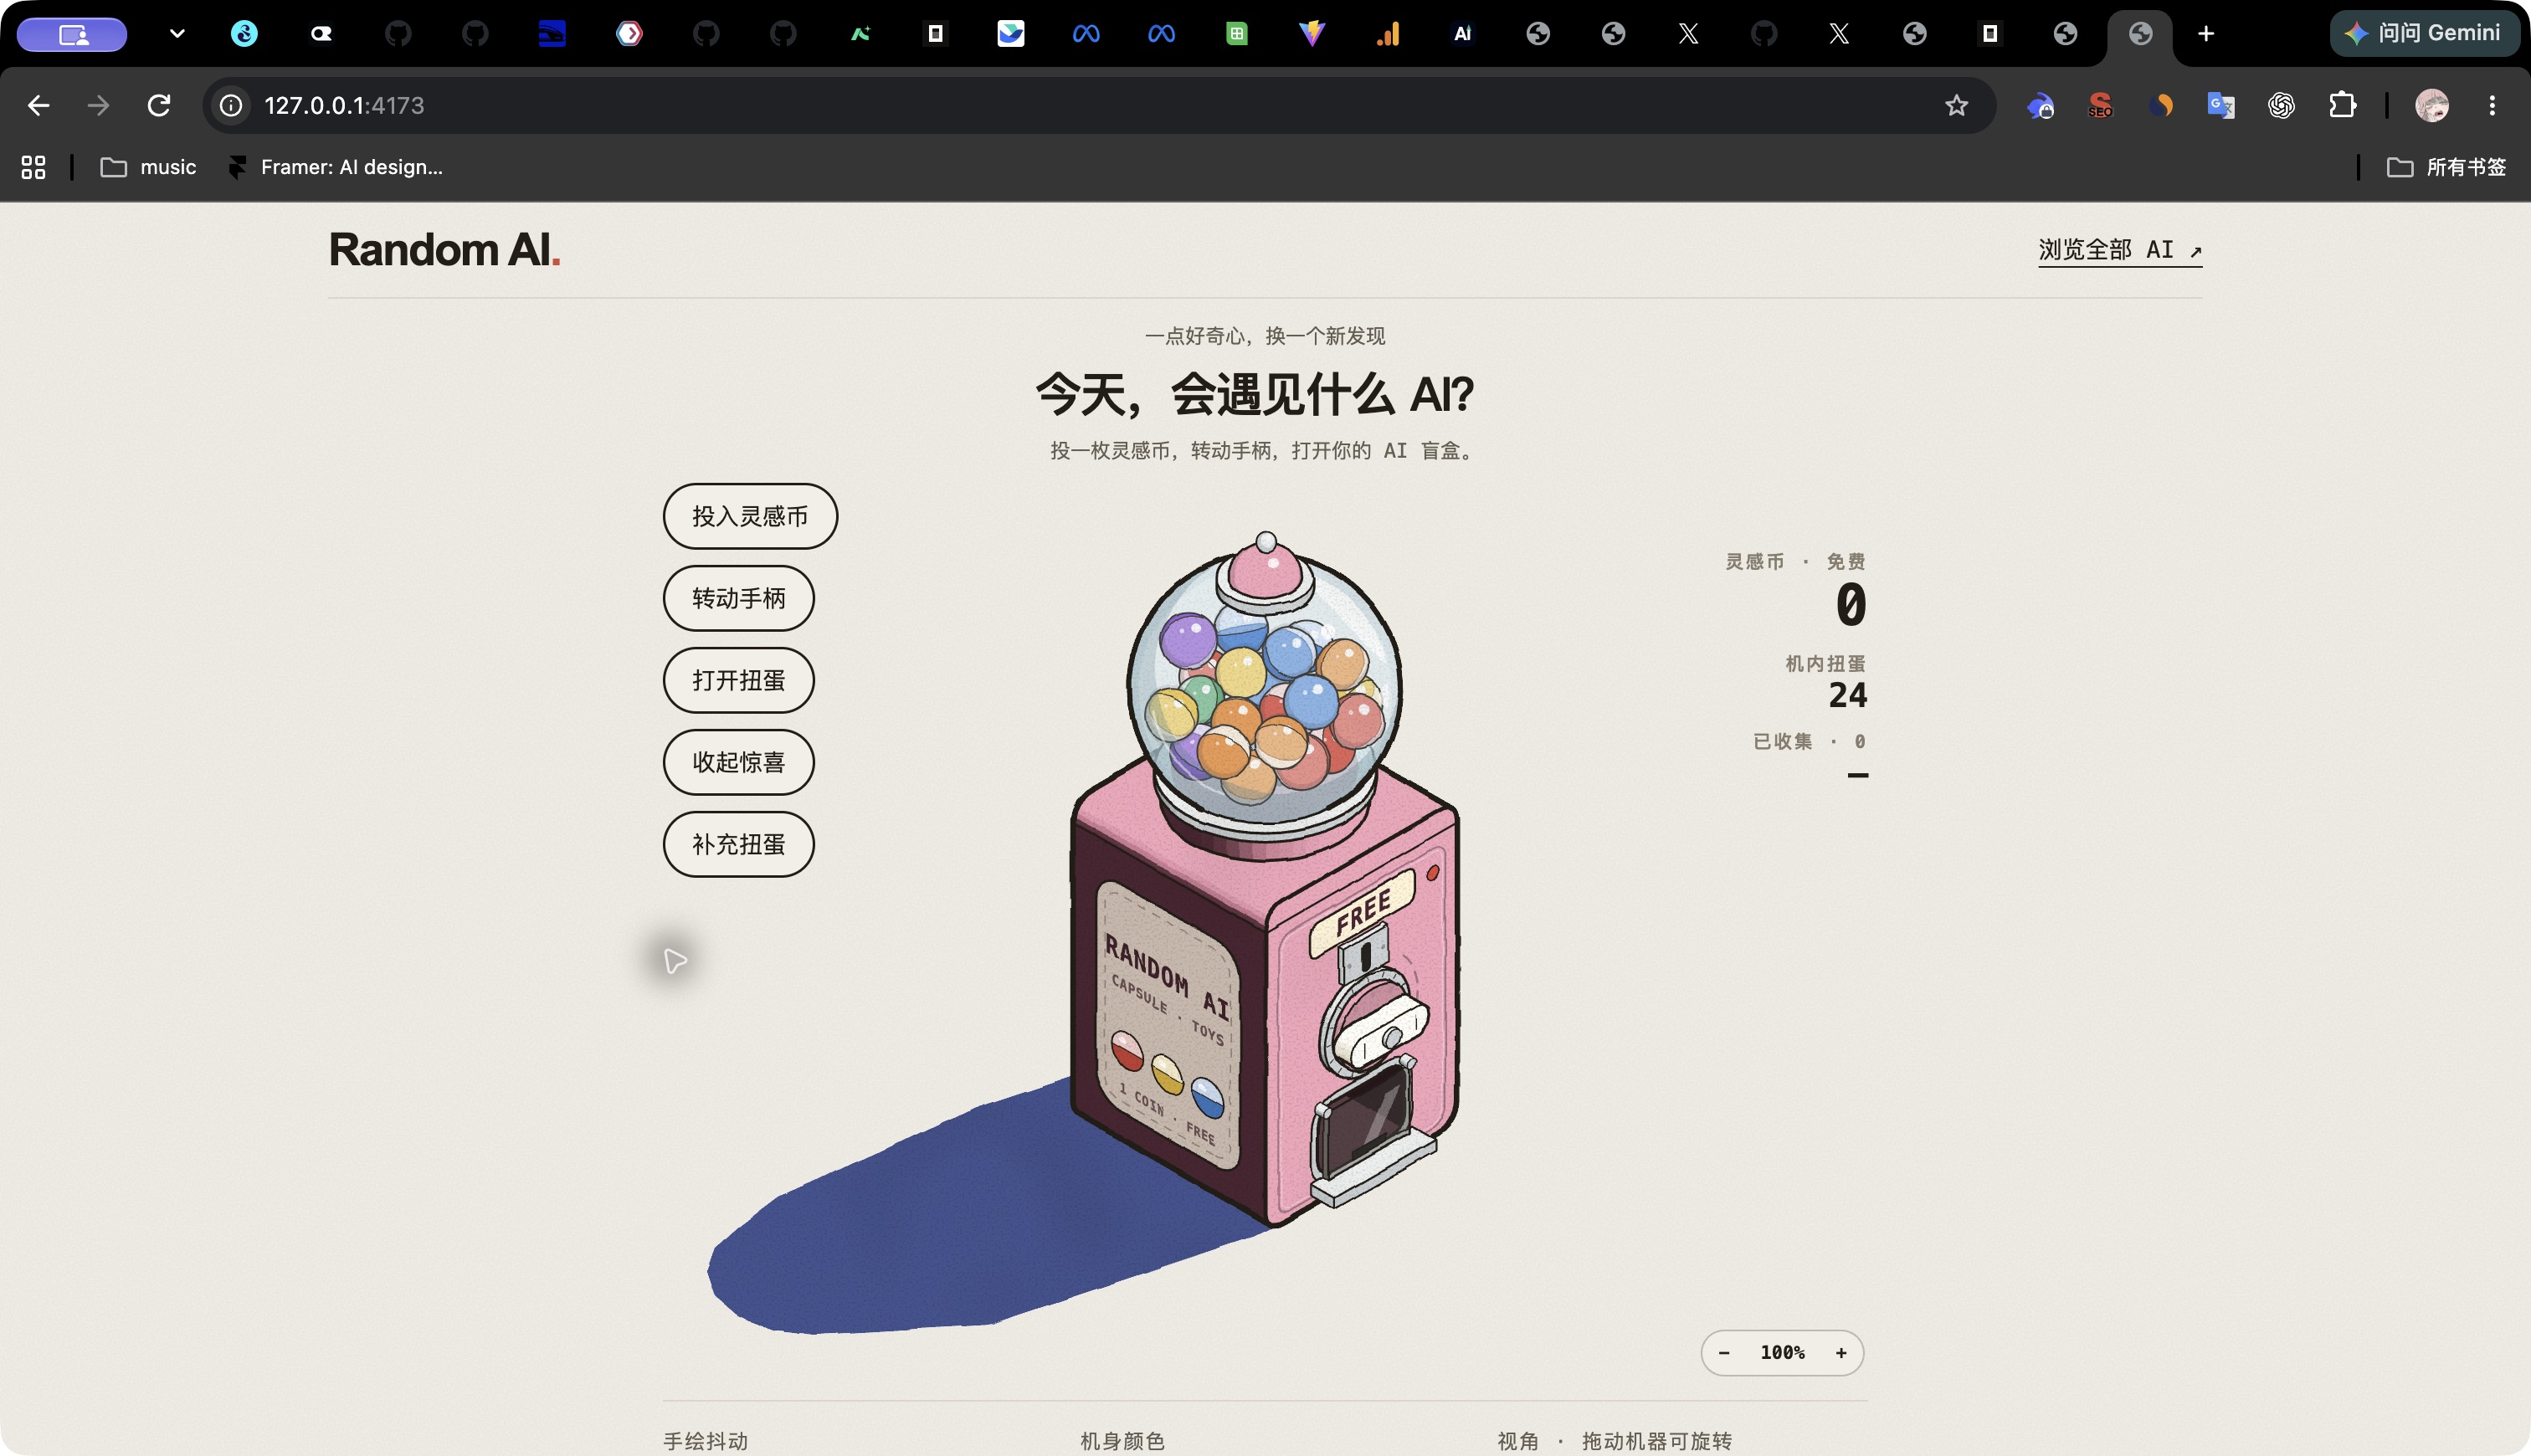 问问 Gemini
127.0.0.1:4173
music
Framer: AI design...
所有书签
Random AI.
浏览全部 AI ↗
一点好奇心，换一个新发现
今天，会遇见什么 AI?
投一枚灵感币，转动手柄，打开你的 AI 盲盒。
投入灵感币
转动手柄
打开扭蛋
收起惊喜
补充扭蛋
灵感币 · 免费
0
机内扭蛋
24
已收集 · 0
—
FREE
RANDOM AI
CAPSULE · TOYS
1 COIN · FREE
− 100% +
手绘抖动
机身颜色
视角 · 拖动机器可旋转